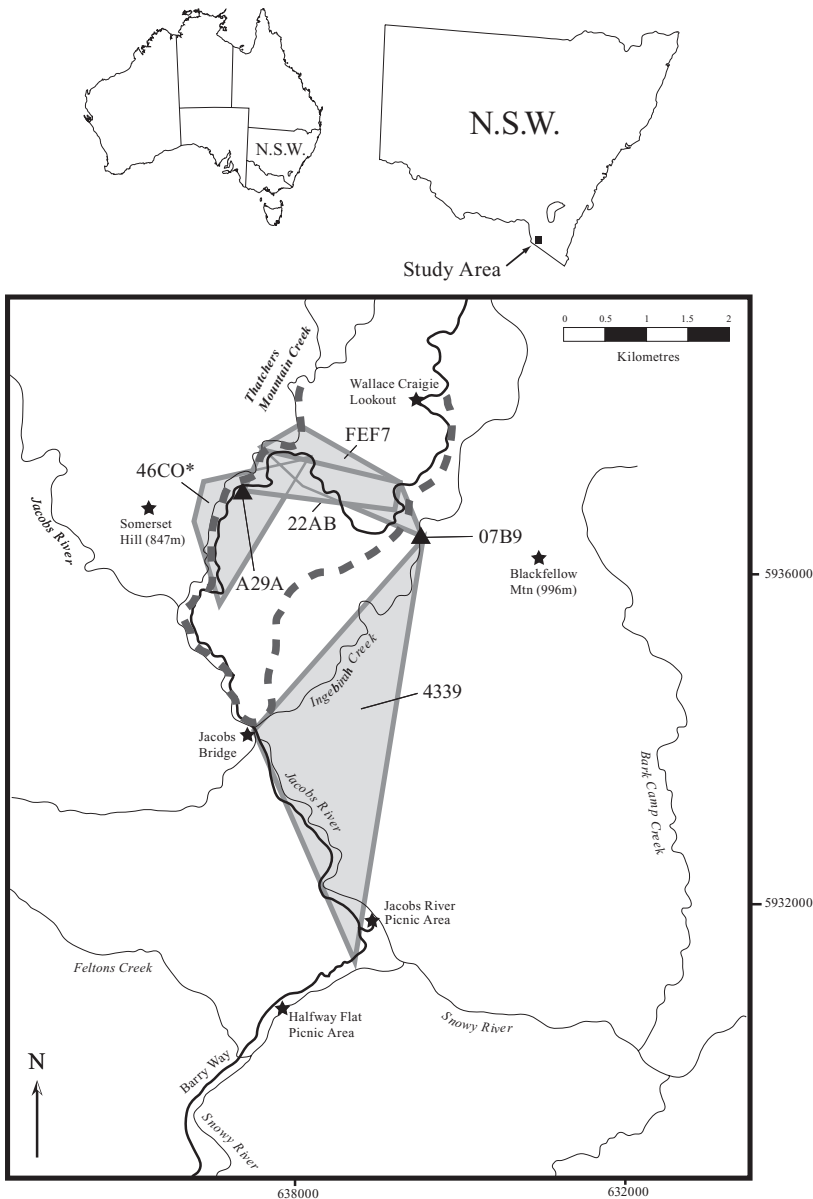 N.S.W.
N.S.W.
Study Area
0 0.5 1 1.5 2
Kilometres
Thatchers
Mountain Creek
Wallace Craigie
Lookout
FEF7
46CO*
Jacobs River
Somerset
Hill (847m)
22AB
07B9
A29A
Blackfellow
Mtn (996m)
5936000
Ingebirah Creek
4339
Jacobs
Bridge
Jacobs River
Bark Camp Creek
Jacobs River
Picnic Area
5932000
Feltons Creek
Snowy River
Halfway Flat
Picnic Area
N
Barry Way
Snowy River
638000
632000